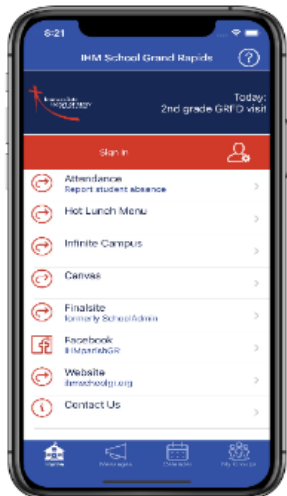 8:21
IHM School Grand Rapids
?
Immaculate
Today:
2nd grade GRFD visit
Sign in
Attendance
Report student absence
Hot Lunch Menu
Infinite Campus
Canvas
Finalsite
formerly SchoolAdmin
Facebook
IHMparishGR
Website
ihmschoolgr.org
Contact Us
Home
Messages
Calendar
My Groups